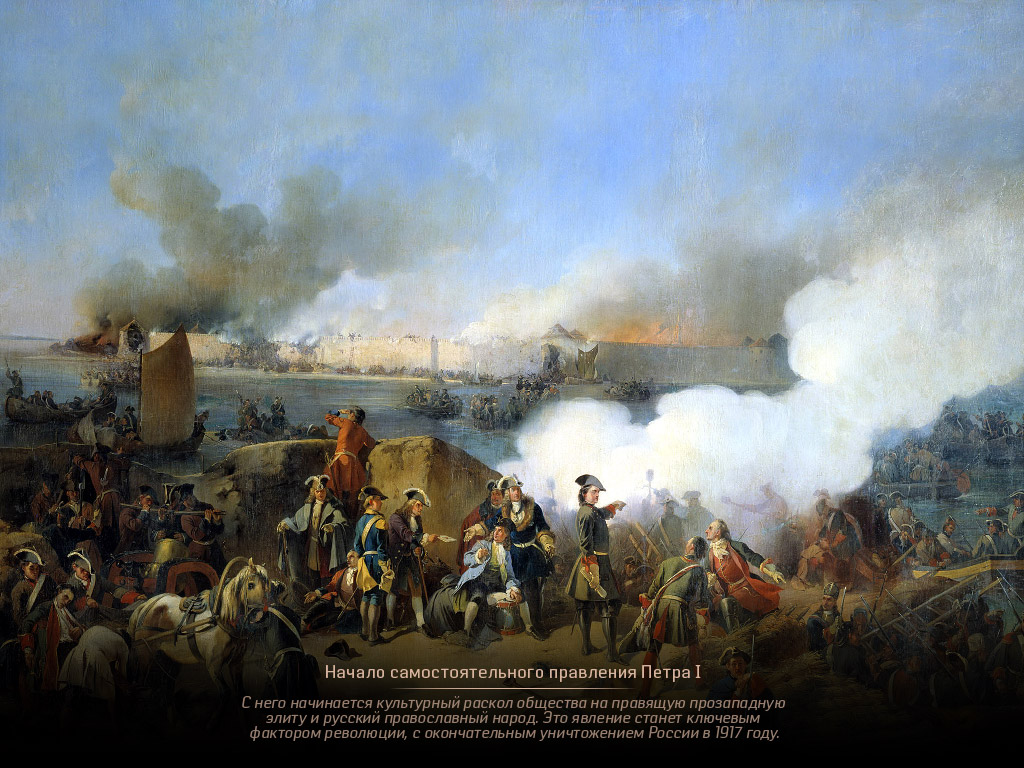 Начало самостоятельного правления Петра I
С него начинается культурный раскол общества на правящую прозападную
элиту и русский православный народ. Это явление станет ключевым
фактором революции, с окончательным уничтожением России в 1917 году.